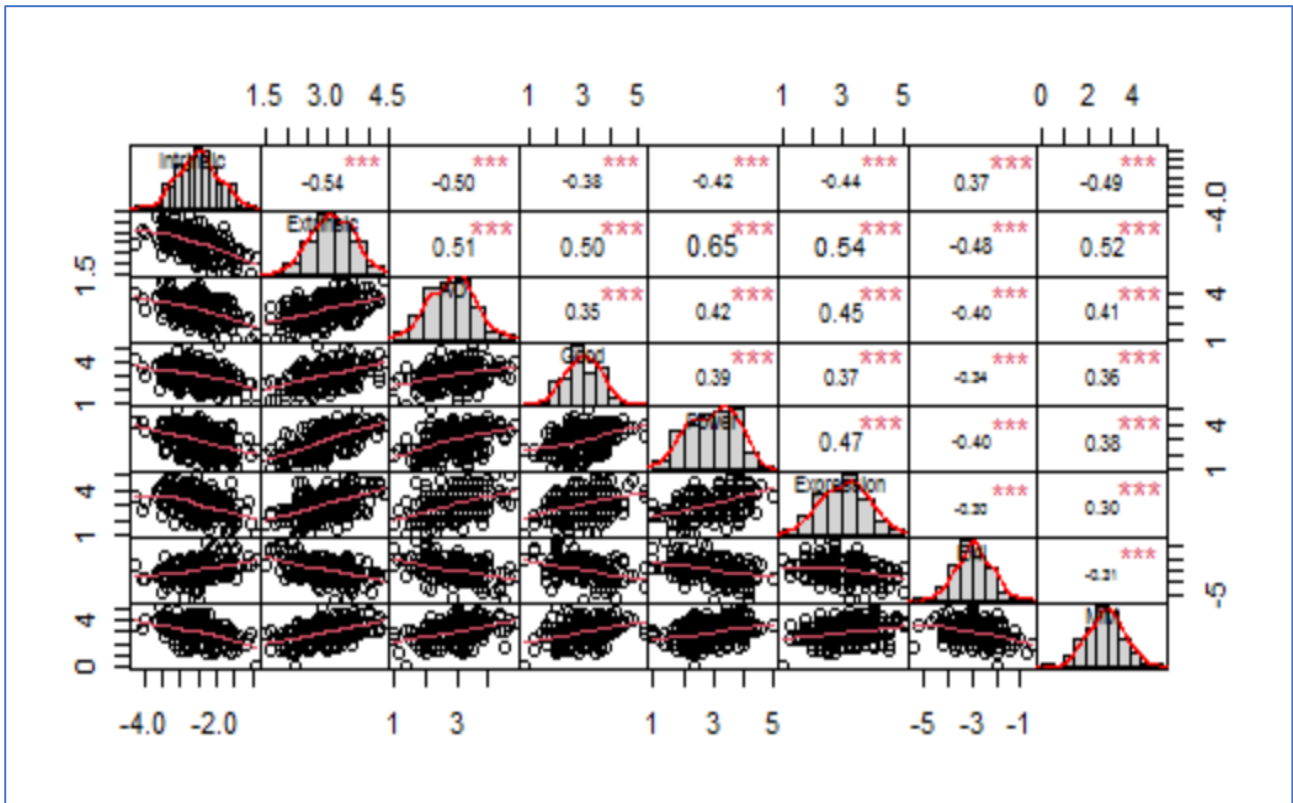 1.5 3.0 4.5 1 3 5 1 3 5 0 2 4
Intrinsic *** *** *** *** *** *** ***
-0.54 -0.50 -0.38 -0.42 -0.44 0.37 -0.49
-4.0
Extrinsic *** *** *** *** *** ***
0.51 0.50 0.65 0.54 -0.48 0.52
1.5
*** *** *** *** ***
0.35 0.42 0.45 -0.40 0.41
4
1
4 Good *** *** *** ***
0.39 0.37 -0.34 0.36
1
Power *** *** ***
0.47 -0.40 0.38
4
1
4 Expression *** ***
0.30
1
***
-0.31
-5
4
0
-4.0 -2.0 1 3 1 3 5 -5 -3 -1